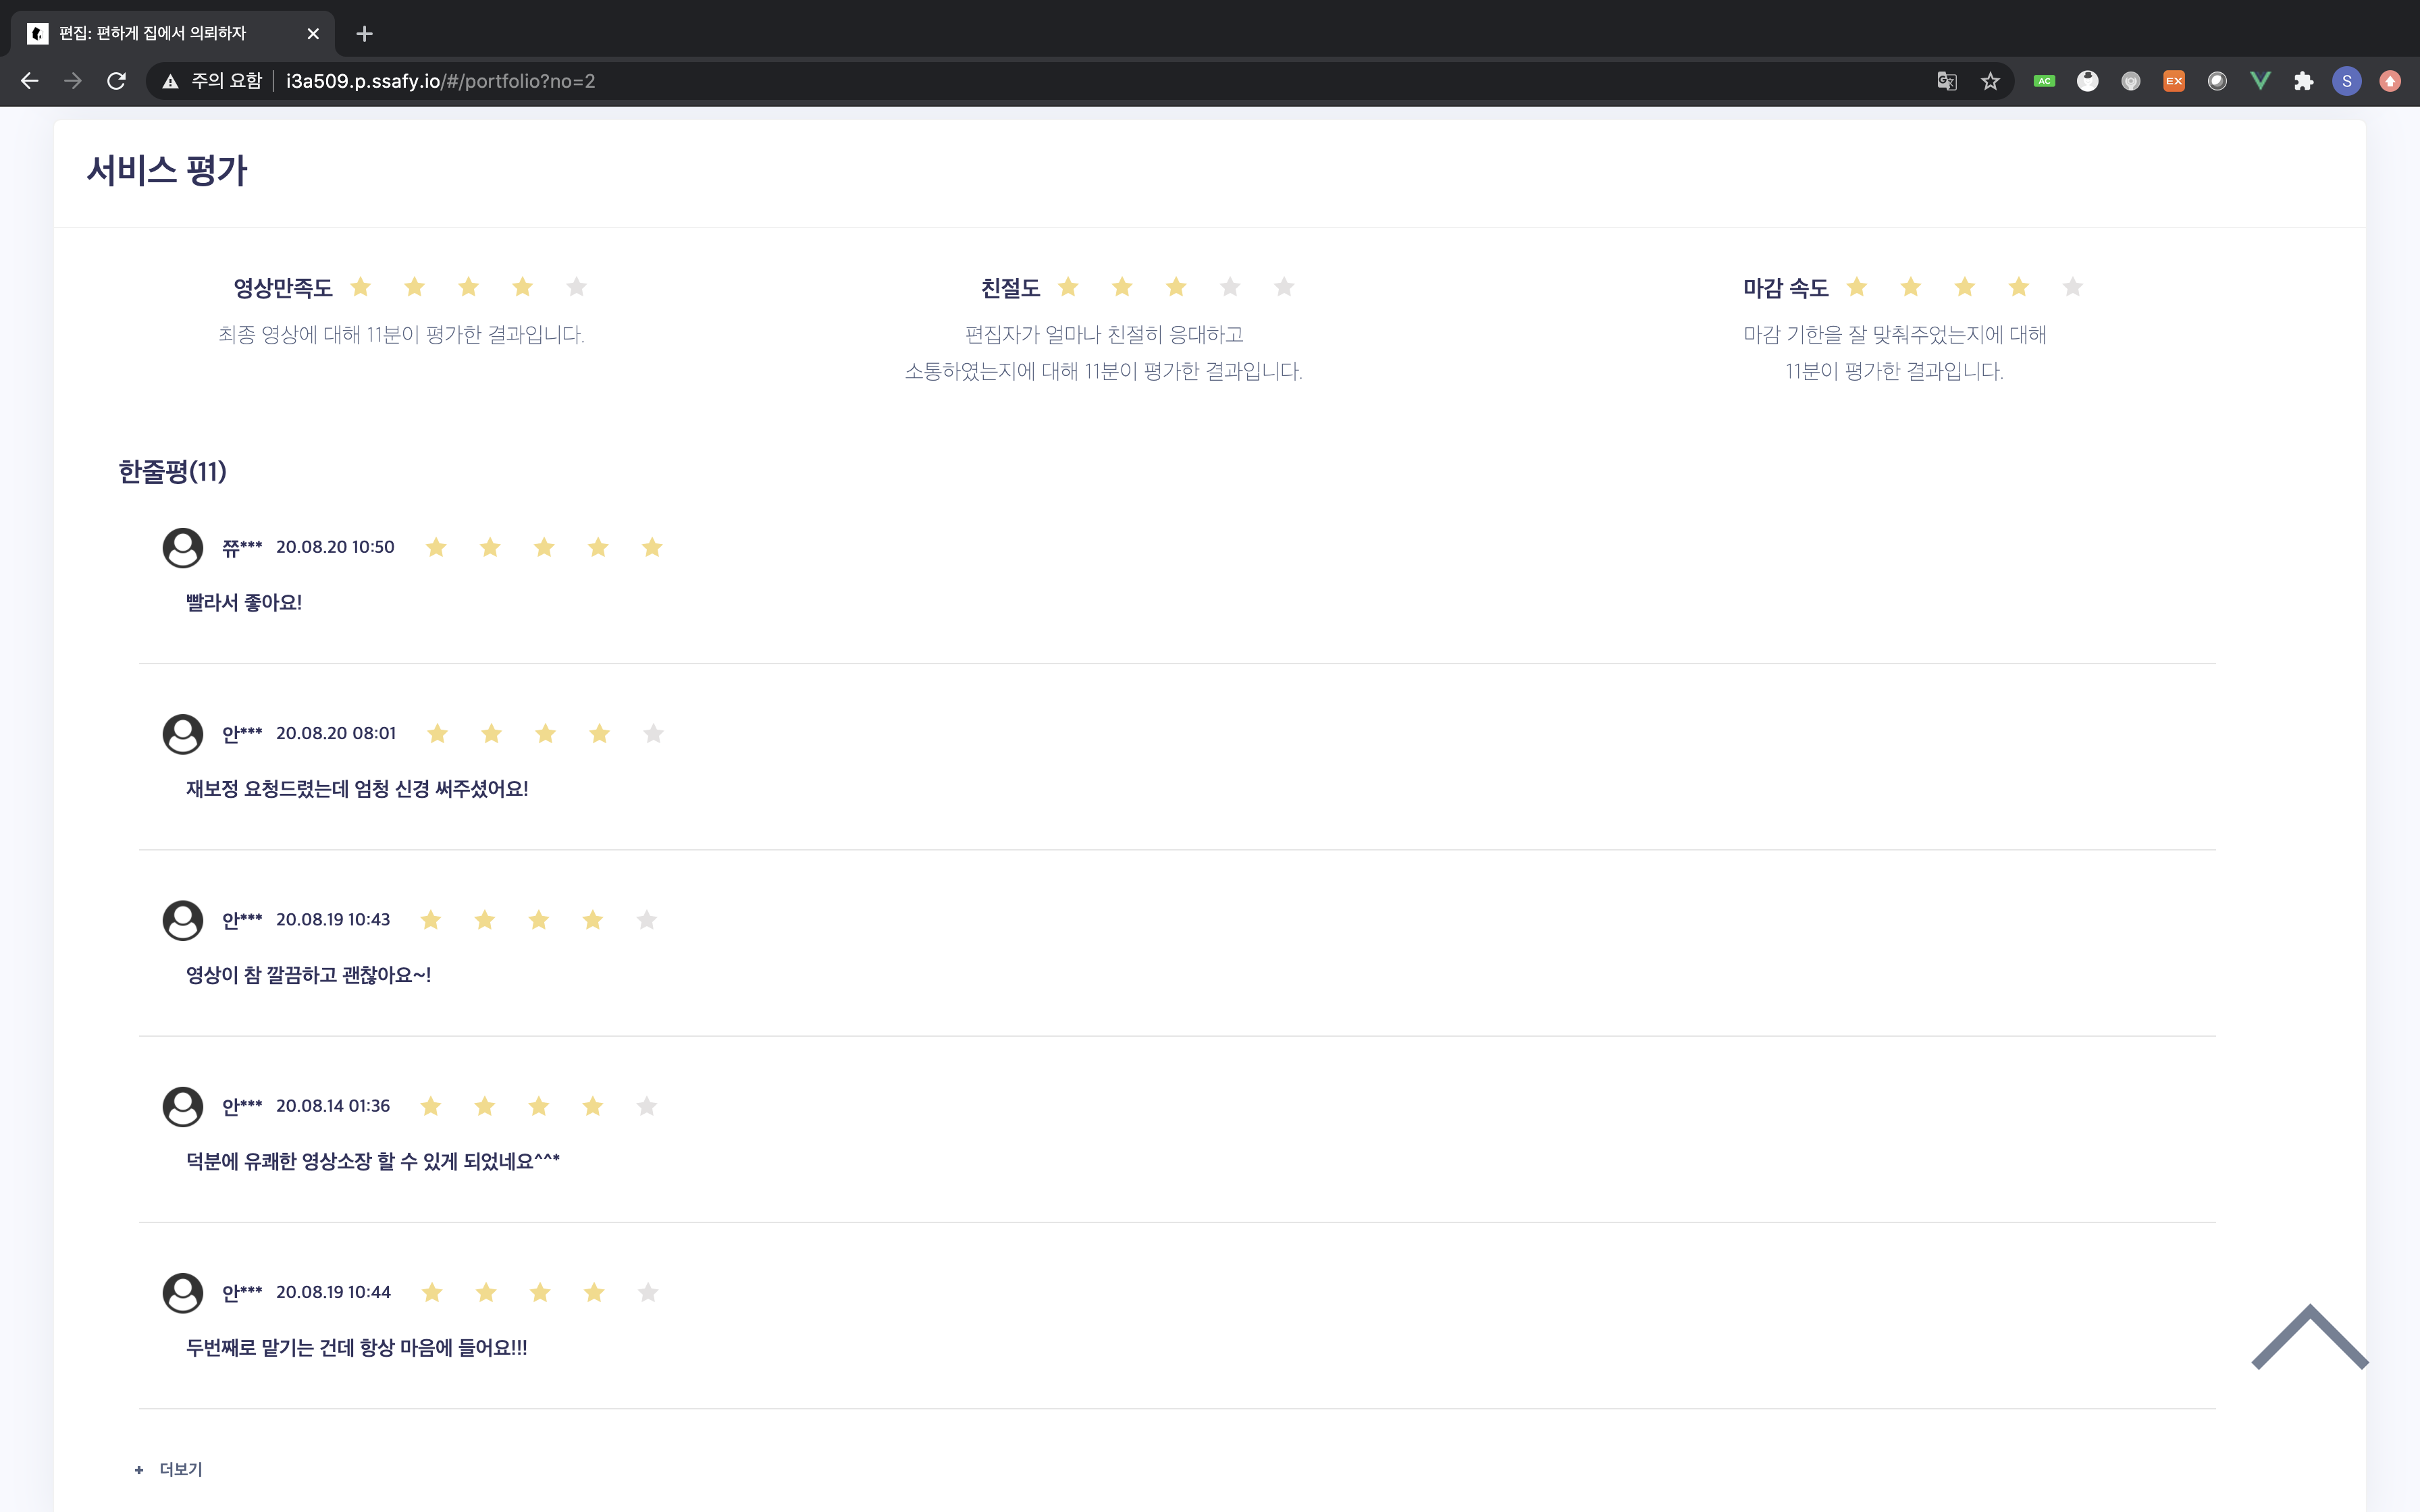 편집: 편하게 집에서 의뢰하자
주의 요함 i3a509.p.ssafy.io/#/portfolio?no=2
AC
EX
S
서비스 평가
영상만족도
최종 영상에 대해 11분이 평가한 결과입니다.
친절도
편집자가 얼마나 친절히 응대하고
소통하였는지에 대해 11분이 평가한 결과입니다.
마감 속도
마감 기한을 잘 맞춰주었는지에 대해
11분이 평가한 결과입니다.
한줄평(11)
쮸*** 20.08.20 10:50
빨라서 좋아요!
안*** 20.08.20 08:01
재보정 요청드렸는데 엄청 신경 써주셨어요!
안*** 20.08.19 10:43
영상이 참 깔끔하고 괜찮아요~!
안*** 20.08.14 01:36
덕분에 유쾌한 영상소장 할 수 있게 되었네요^^*
안*** 20.08.19 10:44
두번째로 맡기는 건데 항상 마음에 들어요!!!
+ 더보기